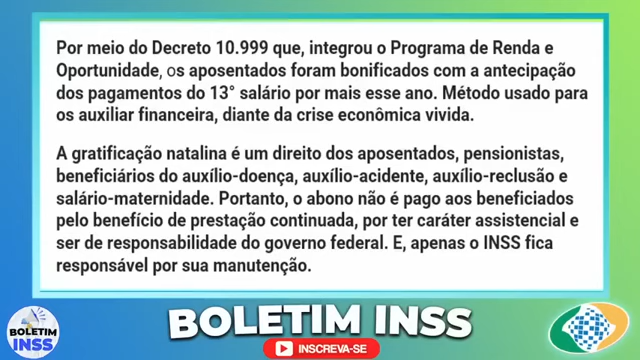 Por meio do Decreto 10.999 que, integrou o Programa de Renda e
Oportunidade, os aposentados foram bonificados com a antecipação
dos pagamentos do 13° salário por mais esse ano. Método usado para
os auxiliar financeira, diante da crise econômica vivida.
A gratificação natalina é um direito dos aposentados, pensionistas,
beneficiários do auxílio-doença, auxílio-acidente, auxílio-reclusão e
salário-maternidade. Portanto, o abono não é pago aos beneficiados
pelo benefício de prestação continuada, por ter caráter assistencial e
ser de responsabilidade do governo federal. E, apenas o INSS fica
responsável por sua manutenção.
BOLETIM
INSS
BOLETIM INSS
INSCREVA-SE